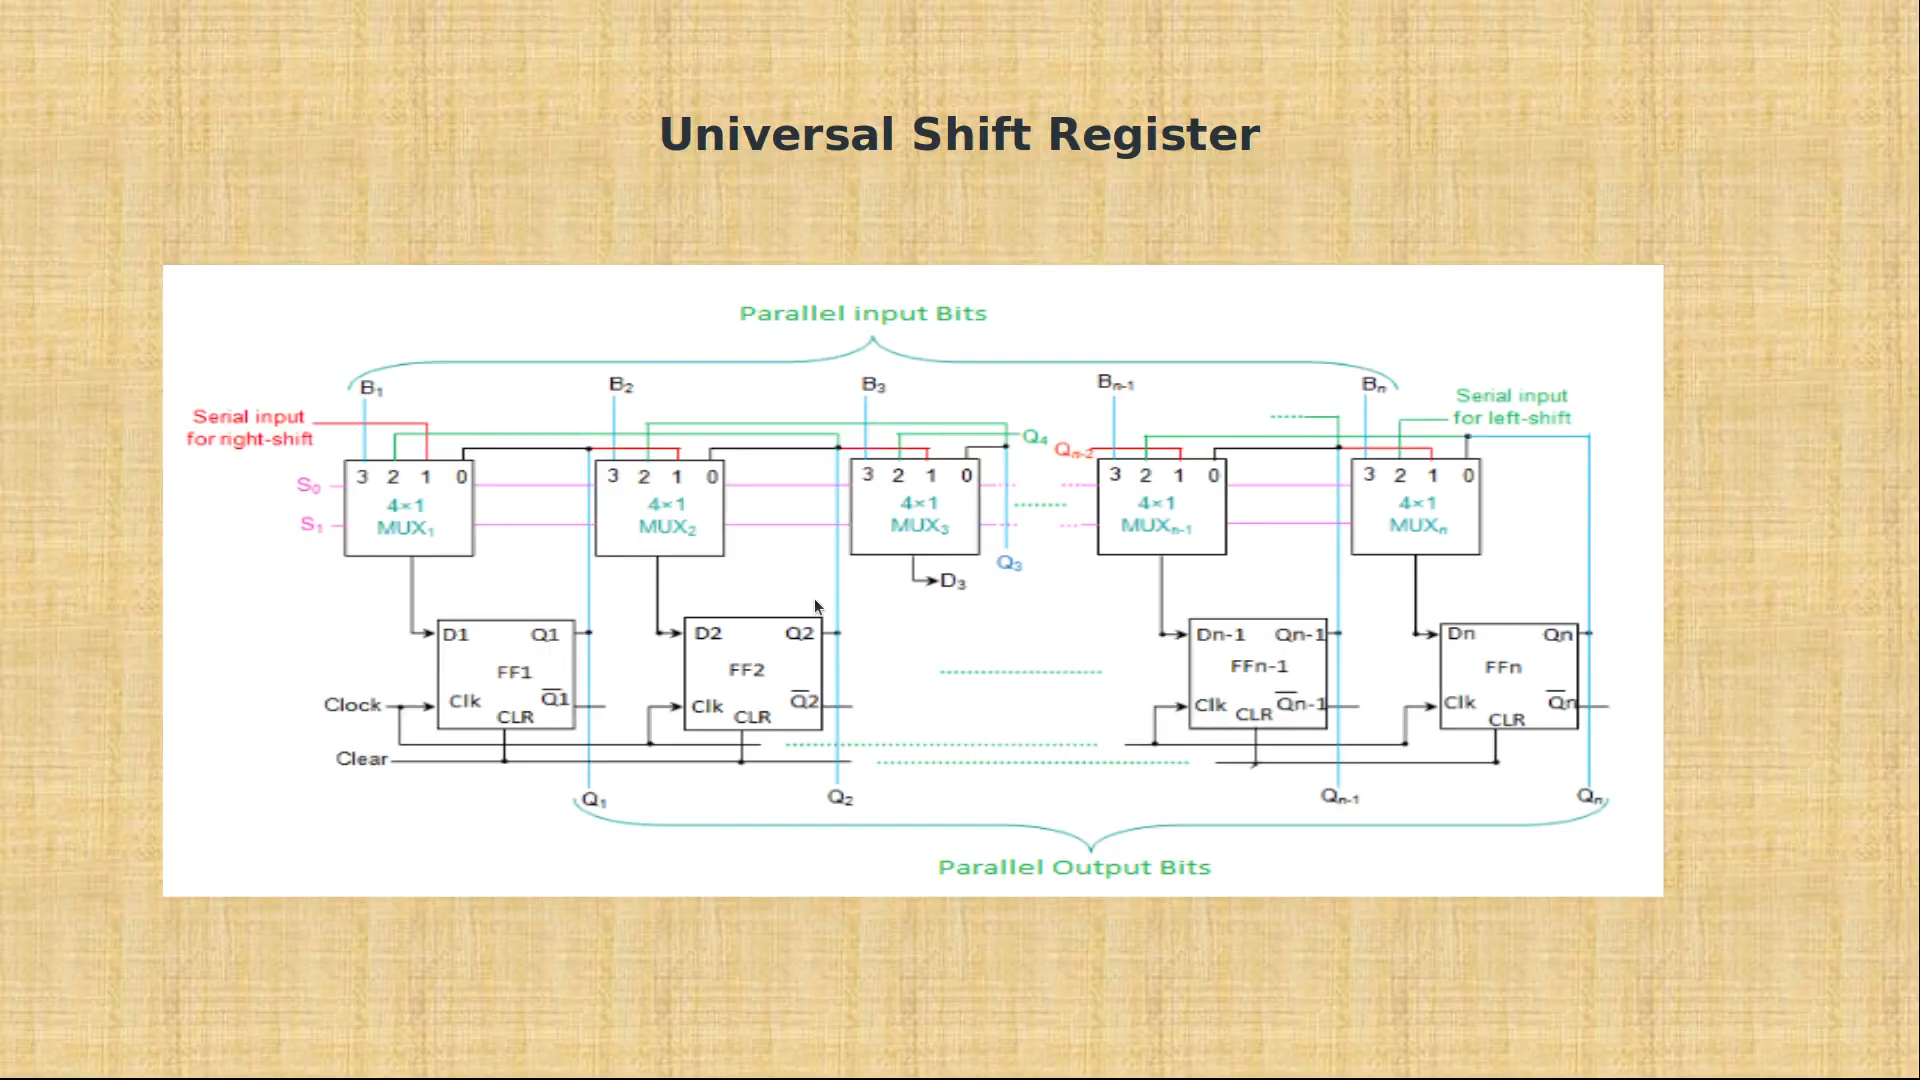 Universal Shift Register
Parallel input Bits
B₁ B₂ B₃ Bₙ₋₁ Bₙ
Serial input
for right-shift
Serial input
for left-shift
Q₄ Qₙ₋₂
S₀ 3 2 1 0 3 2 1 0 3 2 1 0 3 2 1 0 3 2 1 0
S₁ 4×1 4×1 4×1 4×1 4×1
MUX₁ MUX₂ MUX₃ MUXₙ₋₁ MUXₙ
Q₃
D₃
D1 Q1 D2 Q2 Dn-1 Qn-1 Dn Qn
FF1 FF2 FFn-1 FFn
Clock Clk Q̅1 Clk Q̅2 Clk Q̅n-1 Clk Q̅n
CLR CLR CLR CLR
Clear
Q₁ Q₂ Qₙ₋₁ Qₙ
Parallel Output Bits